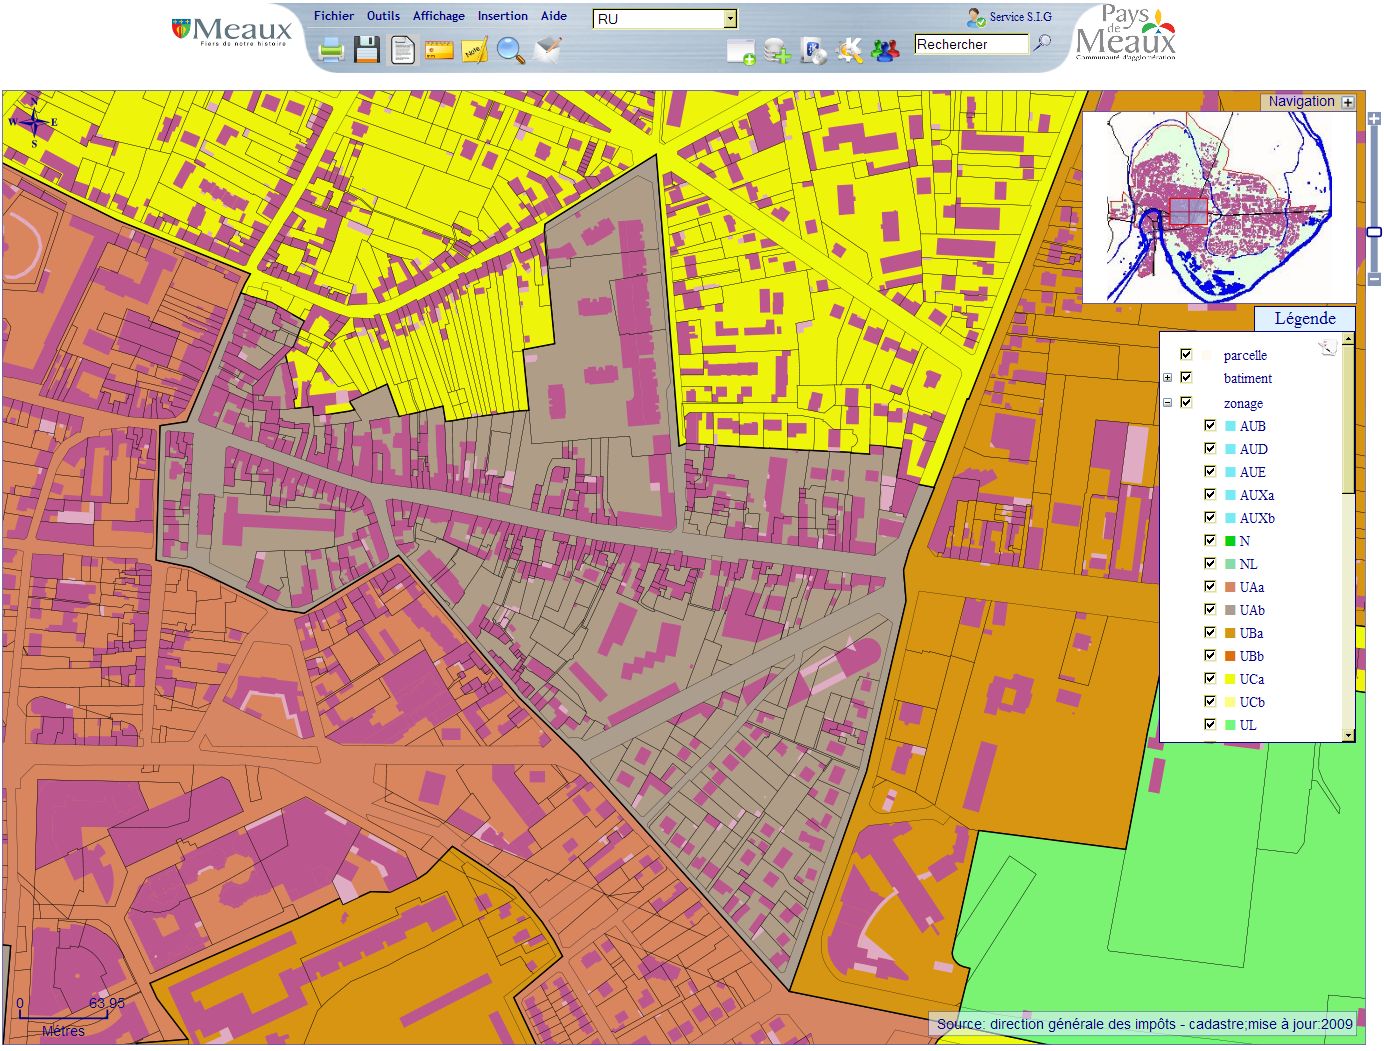 Meaux
Fiers de notre histoire
Fichier Outils Affichage Insertion Aide
RU
Service S.I.G
Rechercher
Note
Pays
de
Meaux
Communauté d'agglomération
Navigation
N
W E
S
Légende
parcelle
batiment
zonage
AUB
AUD
AUE
AUXa
AUXb
N
NL
UAa
UAb
UBa
UBb
UCa
UCb
UL
0 63.95
Métres
Source: direction générale des impôts - cadastre;mise à jour:2009